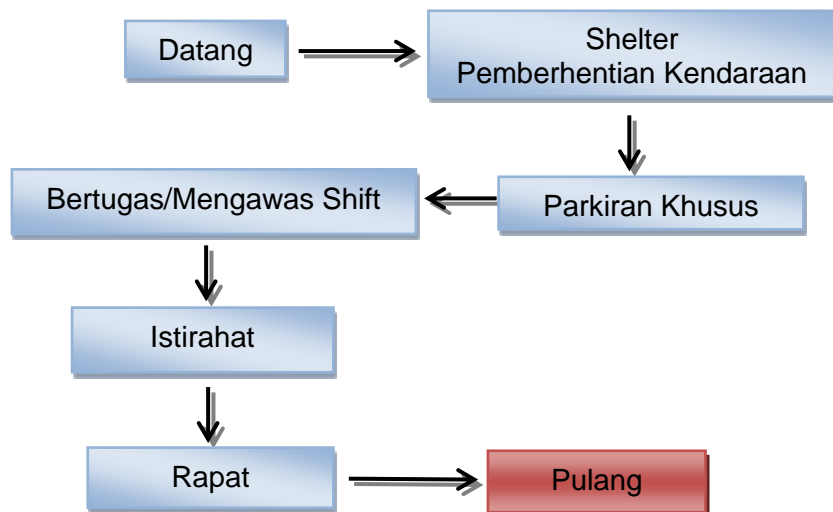 Datang
Shelter
Pemberhentian Kendaraan
Parkiran Khusus
Bertugas/Mengawas Shift
Istirahat
Rapat
Pulang